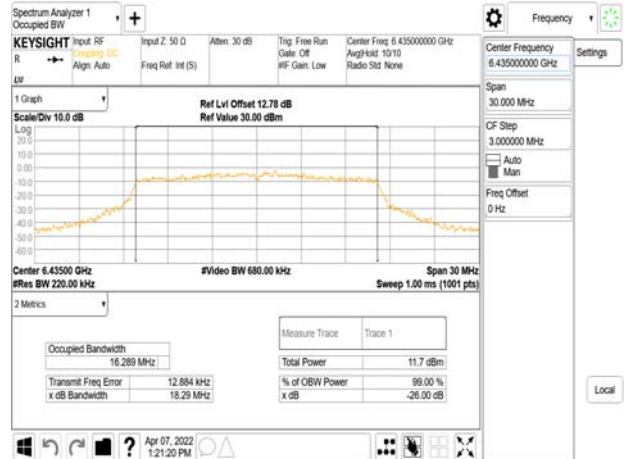 Spectrum Analyzer 1
Occupied BW
+
Frequency
KEYSIGHT
R
Input: RF
Coupling: DC
Align: Auto
Input Z: 50 Ω
Freq Ref: Int (S)
Atten: 30 dB
Trig: Free Run
Gate: Off
#IF Gain: Low
Center Freq: 6.435000000 GHz
Avg|Hold: 10/10
Radio Std: None
Center Frequency
6.435000000 GHz
Settings
Span
30.000 MHz
CF Step
3.000000 MHz
Auto
Man
Freq Offset
0 Hz
Local
1 Graph
Scale/Div 10.0 dB
Ref Lvl Offset 12.78 dB
Ref Value 30.00 dBm
Log
20.0
10.0
0.00
-10.0
-20.0
-30.0
-40.0
-50.0
-60.0
Center 6.43500 GHz
#Res BW 220.00 kHz
#Video BW 680.00 kHz
Span 30 MHz
Sweep 1.00 ms (1001 pts)
2 Metrics
Measure Trace
Trace 1
Occupied Bandwidth
16.289 MHz
Total Power
11.7 dBm
Transmit Freq Error
12.884 kHz
% of OBW Power
99.00 %
x dB Bandwidth
18.29 MHz
x dB
-26.00 dB
?
Apr 07, 2022
1:21:20 PM